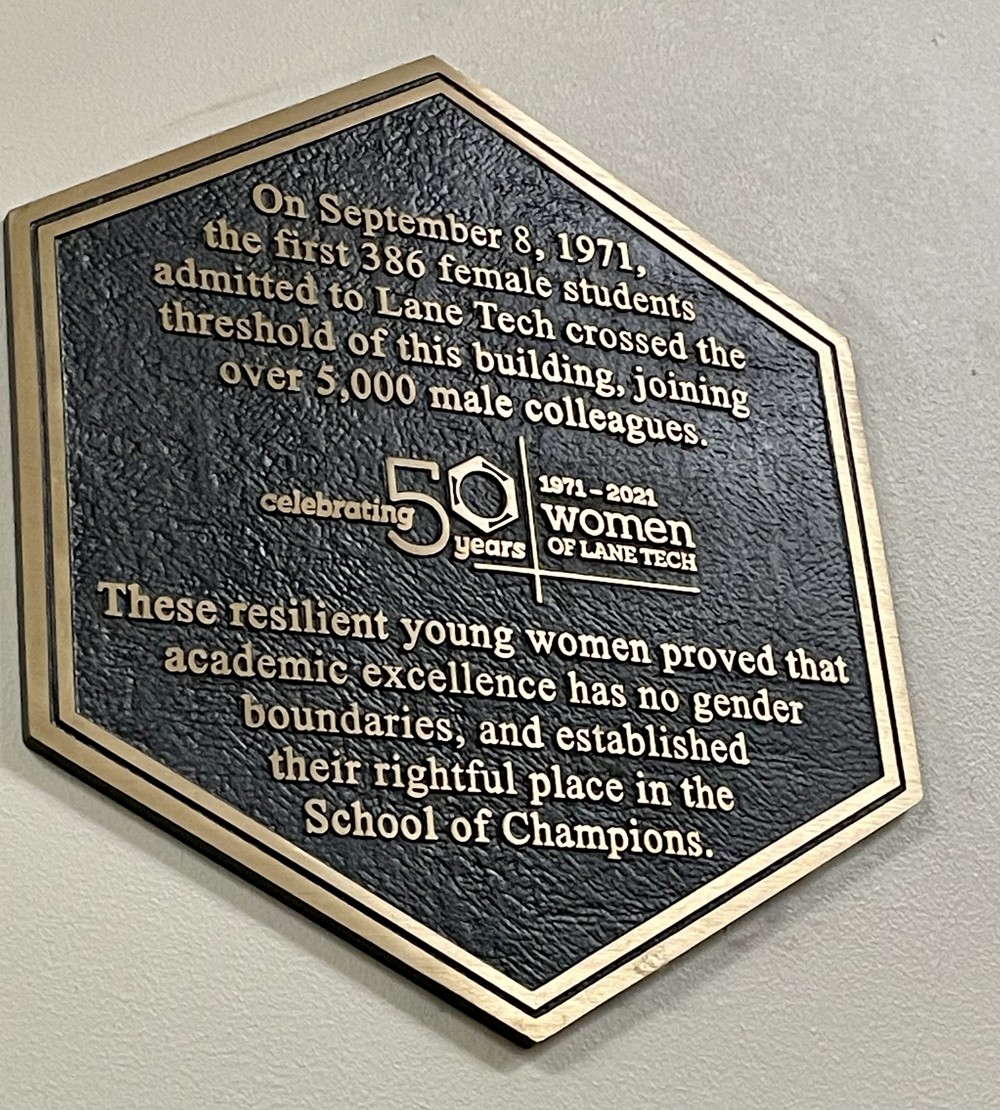 On September 8, 1971,
the first 386 female students
admitted to Lane Tech crossed the
threshold of this building, joining
over 5,000 male colleagues.
celebrating 50 years
1971-2021
women
OF LANE TECH
These resilient young women proved that
academic excellence has no gender
boundaries, and established
their rightful place in the
School of Champions.